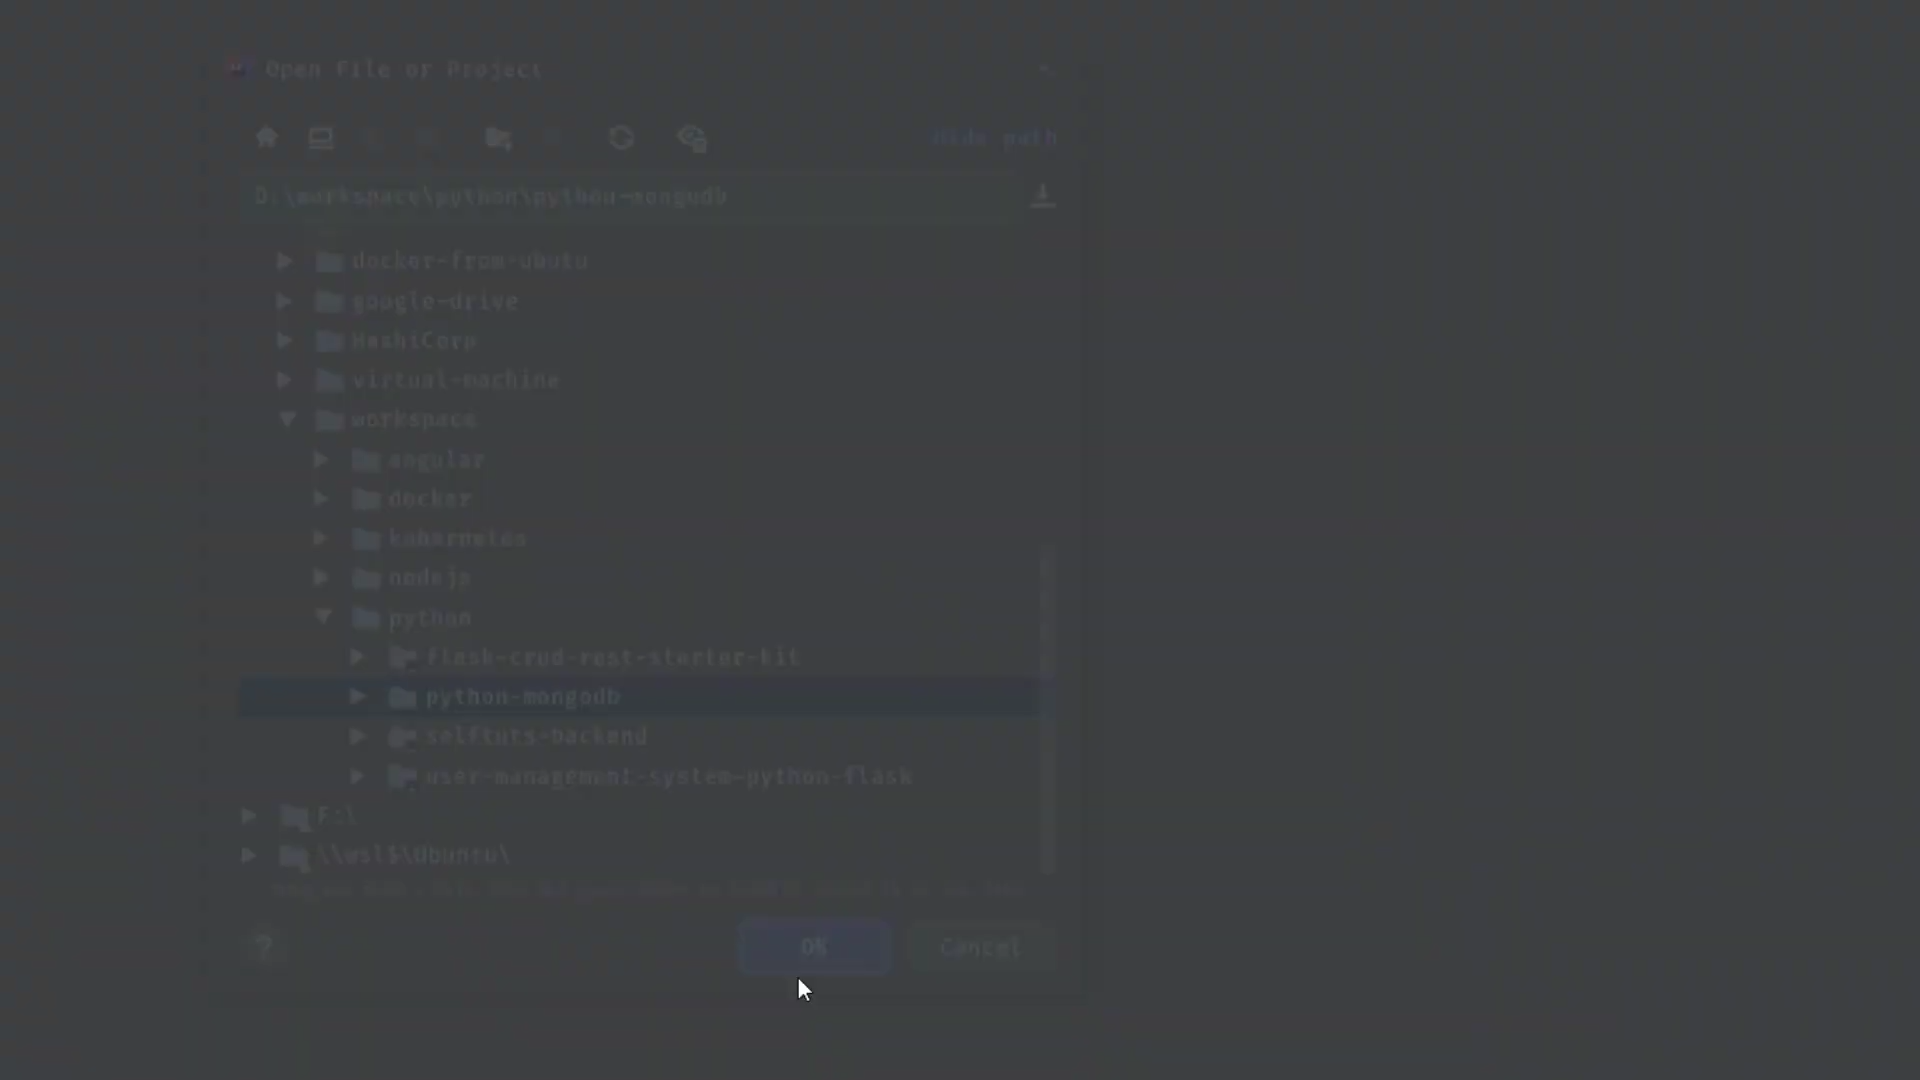 Open File or Project
Hide path
D:\workspace\python\python-mongodb
docker-from-ubutu
google-drive
HashiCorp
virtual-machine
workspace
angular
docker
kubernetes
nodejs
python
flask-crud-rest-starter-kit
python-mongodb
selftuts-backend
user-management-system-python-flask
F:\
\\wsl$\Ubuntu\
?
OK
Cancel